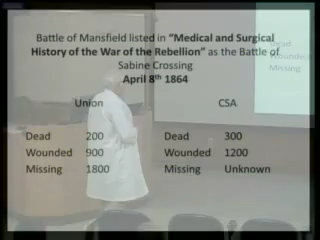 Battle of Mansfield listed in “Medical and Surgical
History of the War of the Rebellion” as the Battle of
Sabine Crossing
April 8th 1864
Union CSA
Dead 200 Dead 300
Wounded 900 Wounded 1200
Missing 1800 Missing Unknown
Dead
Wounded
Missing